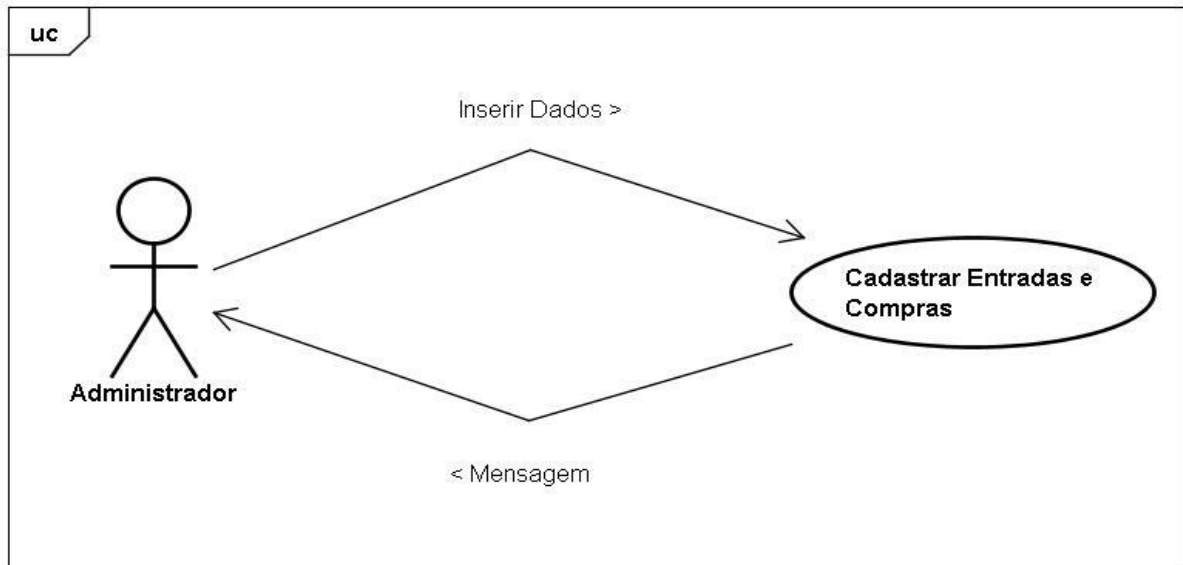 uc
Inserir Dados >
Cadastrar Entradas e
Compras
Administrador
< Mensagem